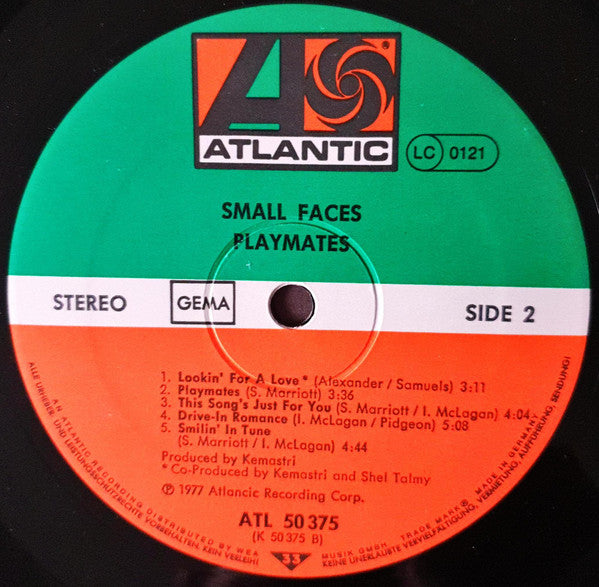 A
®
ATLANTIC
LC 0121
SMALL FACES
PLAYMATES
STEREO
GEMA
SIDE 2
1. Lookin' For A Love* (Alexander / Samuels) 3:11
2. Playmates (S. Marriott) 3:36
3. This Song's Just For You (S. Marriott / I. McLagan) 4:04
4. Drive-In Romance (I. McLagan / Pidgeon) 5:08
5. Smilin' In Tune
(S. Marriott / I. McLagan) 4:44
Produced by Kemastri
*Co-Produced by Kemastri and Shel Talmy
℗ 1977 Atlantic Recording Corp.
ATL 50 375
(K 50 375 B)
33
ALLE URHEBER- UND LEISTUNGSSCHUTZRECHTE VORBEHALTEN. KEIN VERLEIH!
KEINE UNERLAUBTE VERVIELFÄLTIGUNG, VERMIETUNG, AUFFÜHRUNG, SENDUNG!
AN ATLANTIC RECORDING DISTRIBUTED BY WEA MUSIK GMBH TRADE MARK® MADE IN GERMANY